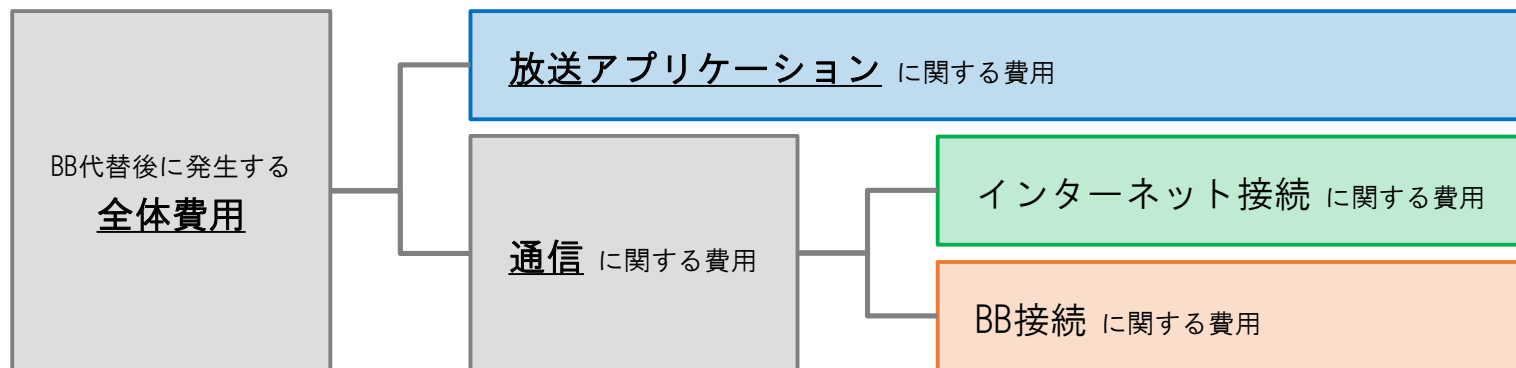 BB代替後に発生する
全体費用
放送アプリケーション に関する費用
通信 に関する費用
インターネット接続 に関する費用
BB接続 に関する費用